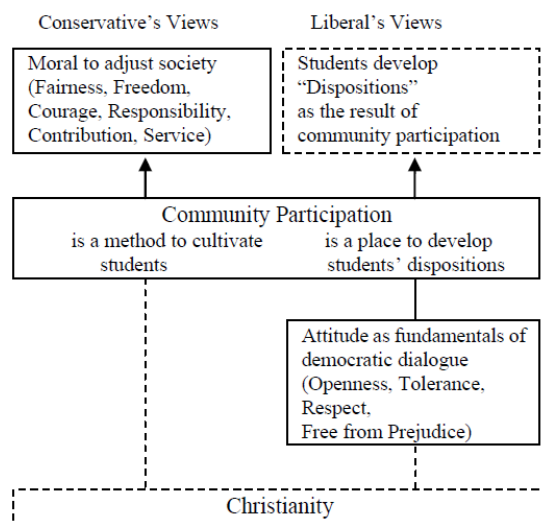 Conservative's Views
Liberal's Views
Moral to adjust society
(Fairness, Freedom,
Courage, Responsibility,
Contribution, Service)
Students develop
“Dispositions”
as the result of
community participation
Community Participation
is a method to cultivate
students
is a place to develop
students’ dispositions
Attitude as fundamentals of
democratic dialogue
(Openness, Tolerance,
Respect,
Free from Prejudice)
Christianity